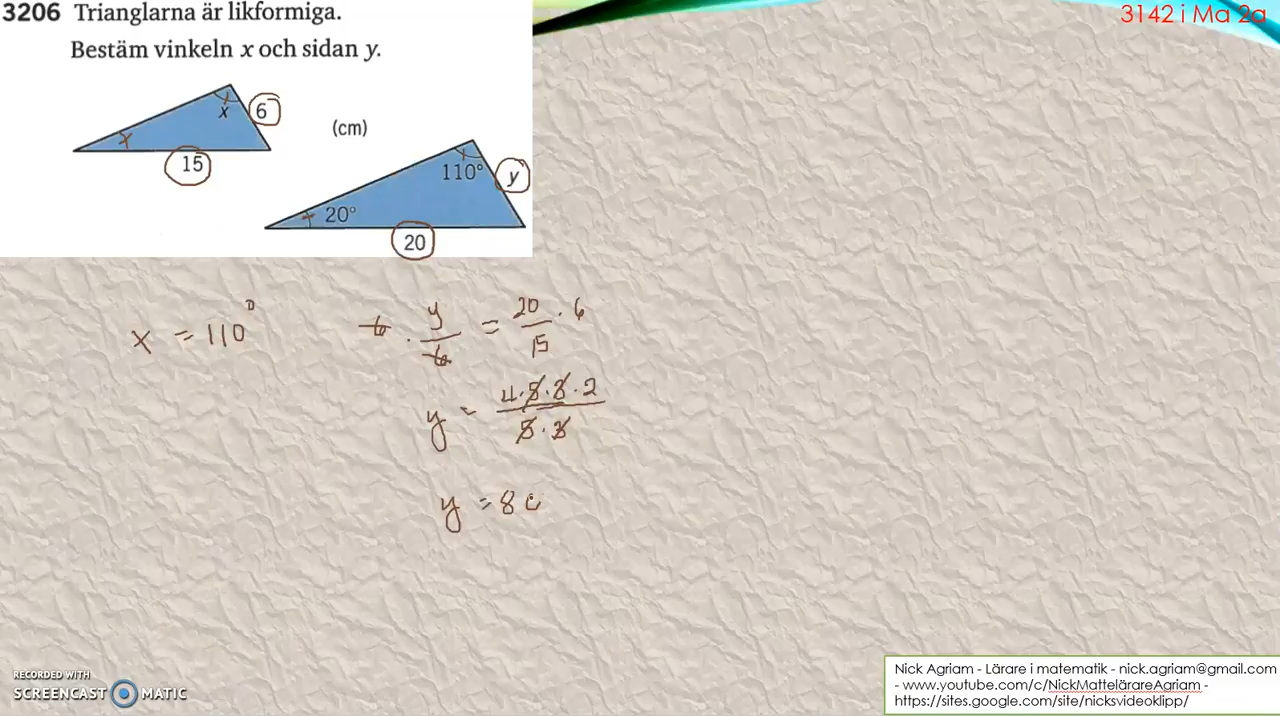 3206 Trianglarna är likformiga.
Bestäm vinkeln x och sidan y.
3142 i Ma 2a
x
6
15
(cm)
110°
y
20°
20
x = 110°
6 · y/6 = 20/15 · 6
y = 4·5·3·2/5·3
y = 8 c
RECORDED WITH
SCREENCAST MATIC
Nick Agriam - Lärare i matematik - nick.agriam@gmail.com
- www.youtube.com/c/NickMattelärareAgriam -
https://sites.google.com/site/nicksvideoklipp/